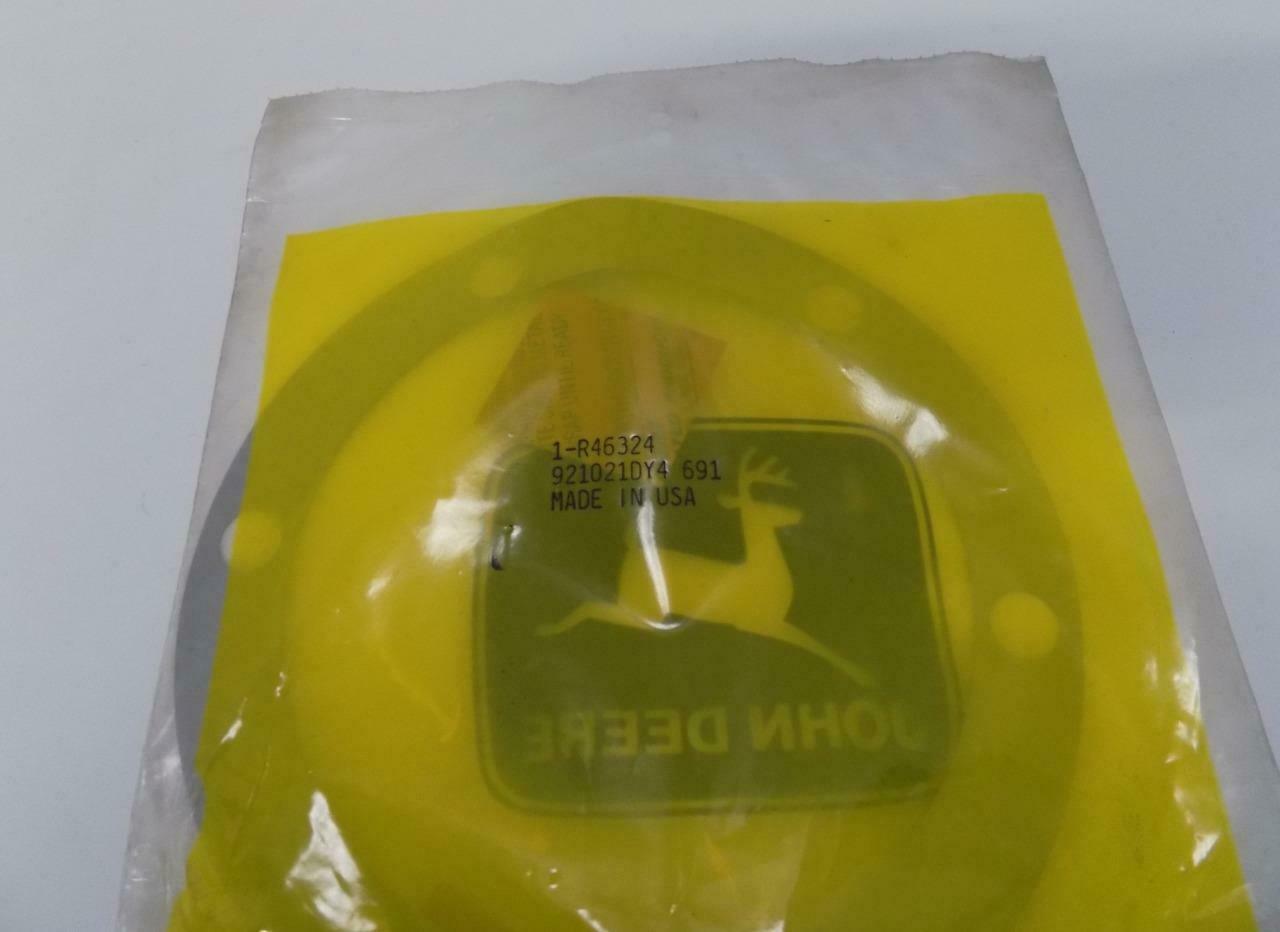 1-R46324
921021DY4 691
MADE IN USA
JOHN DEERE